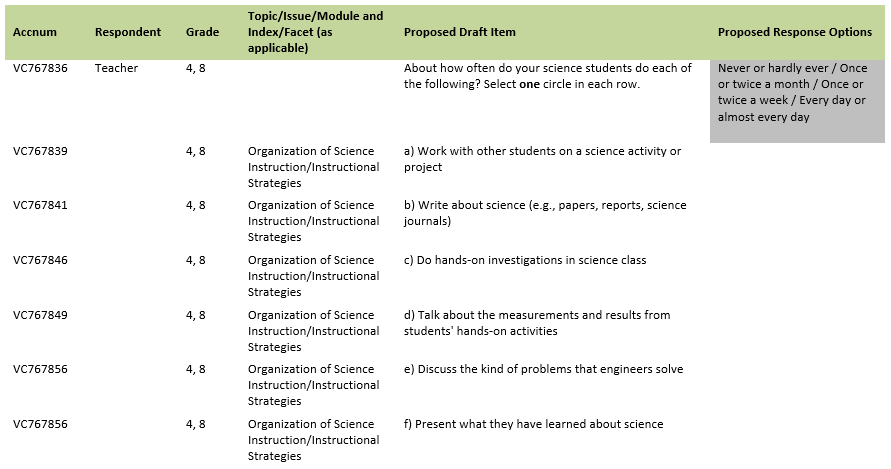 Accnum Respondent Grade Topic/Issue/Module and Index/Facet (as applicable) Proposed Draft Item Proposed Response Options
VC767836 Teacher 4, 8 About how often do your science students do each of the following? Select one circle in each row. Never or hardly ever / Once or twice a month / Once or twice a week / Every day or almost every day
VC767839 4, 8 Organization of Science Instruction/Instructional Strategies a) Work with other students on a science activity or project
VC767841 4, 8 Organization of Science Instruction/Instructional Strategies b) Write about science (e.g., papers, reports, science journals)
VC767846 4, 8 Organization of Science Instruction/Instructional Strategies c) Do hands-on investigations in science class
VC767849 4, 8 Organization of Science Instruction/Instructional Strategies d) Talk about the measurements and results from students' hands-on activities
VC767856 4, 8 Organization of Science Instruction/Instructional Strategies e) Discuss the kind of problems that engineers solve
VC767856 4, 8 Organization of Science Instruction/Instructional Strategies f) Present what they have learned about science